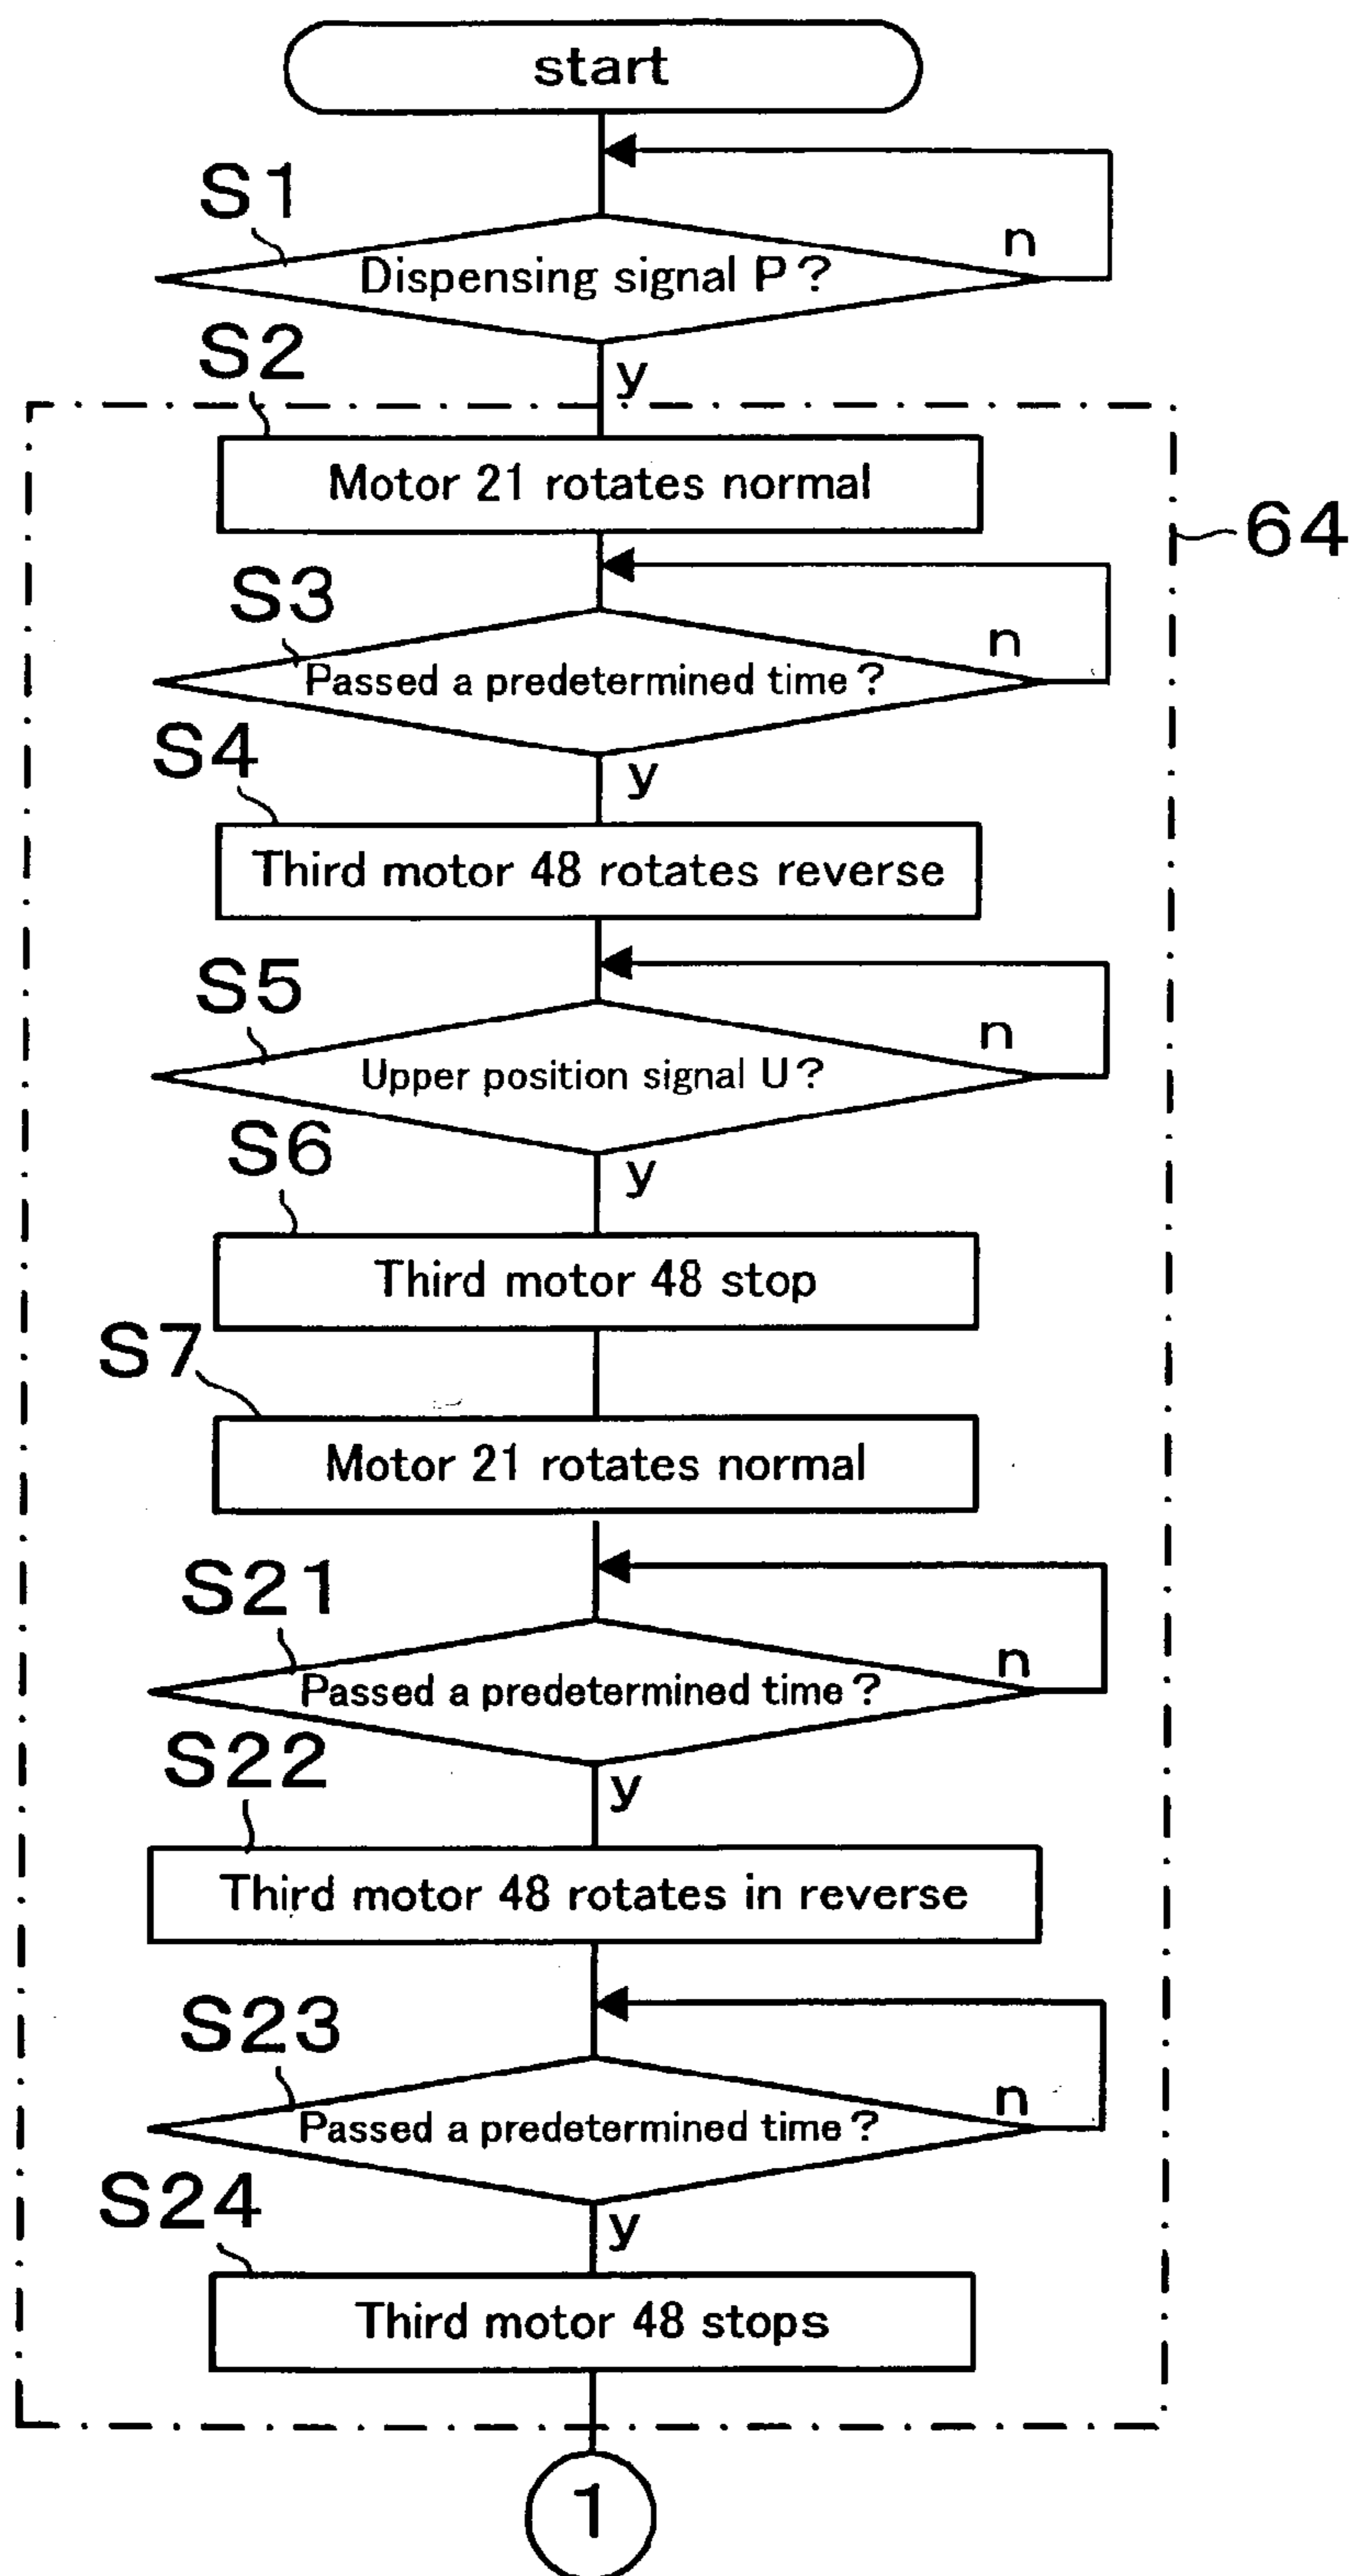 start
S1
n
Dispensing signal P?
S2
y
Motor 21 rotates normal
64
S3
n
Passed a predetermined time?
S4
y
Third motor 48 rotates reverse
S5
n
Upper position signal U?
S6
y
Third motor 48 stop
S7
Motor 21 rotates normal
S21
n
Passed a predetermined time?
S22
y
Third motor 48 rotates in reverse
S23
n
Passed a predetermined time?
S24
y
Third motor 48 stops
1